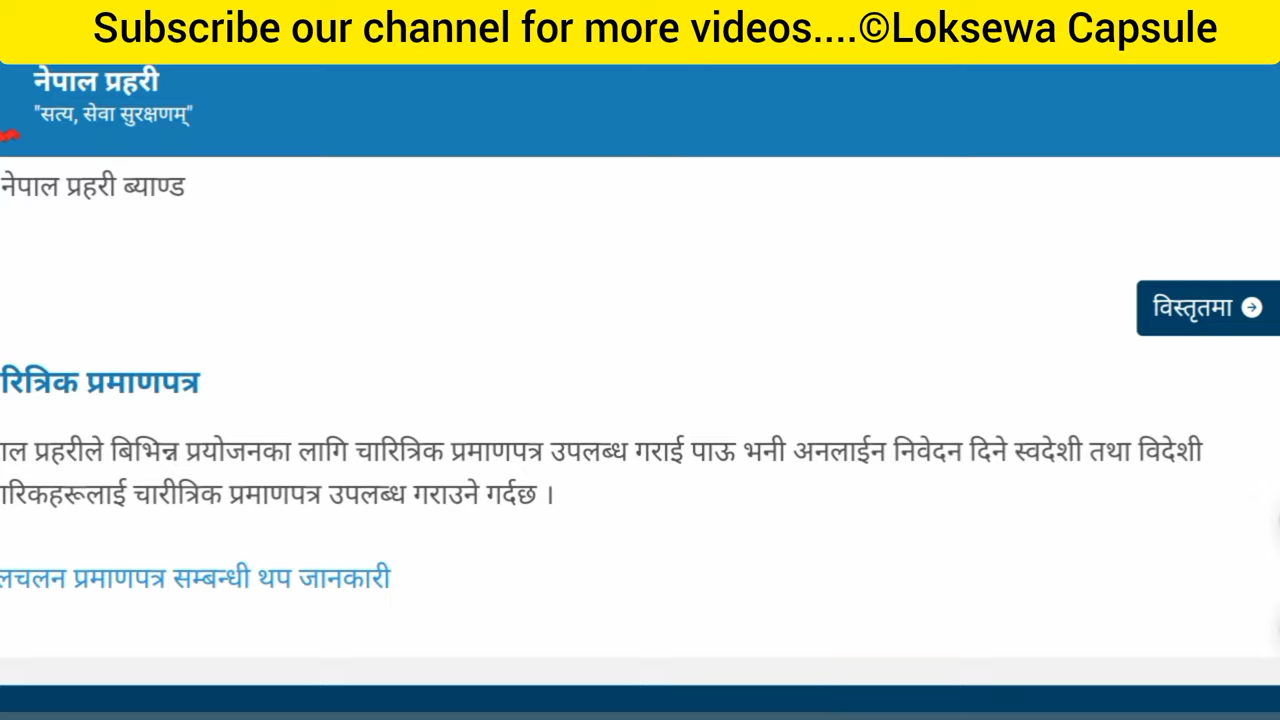 Subscribe our channel for more videos....©Loksewa Capsule
नेपाल प्रहरी
"सत्य, सेवा सुरक्षणम्"
नेपाल प्रहरी ब्याण्ड
विस्तृतमा
रित्रिक प्रमाणपत्र
ाल प्रहरीले बिभिन्न प्रयोजनका लागि चारित्रिक प्रमाणपत्र उपलब्ध गराई पाऊ भनी अनलाईन निवेदन दिने स्वदेशी तथा विदेशी
ारिकहरूलाई चारीत्रिक प्रमाणपत्र उपलब्ध गराउने गर्दछ ।
लचलन प्रमाणपत्र सम्बन्धी थप जानकारी